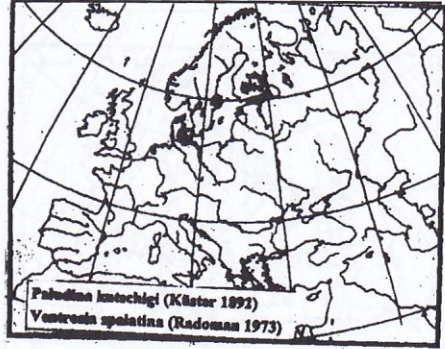 Paludina kutschigi (Küster 1892)
Ventrosia spalatina (Radoman 1973)